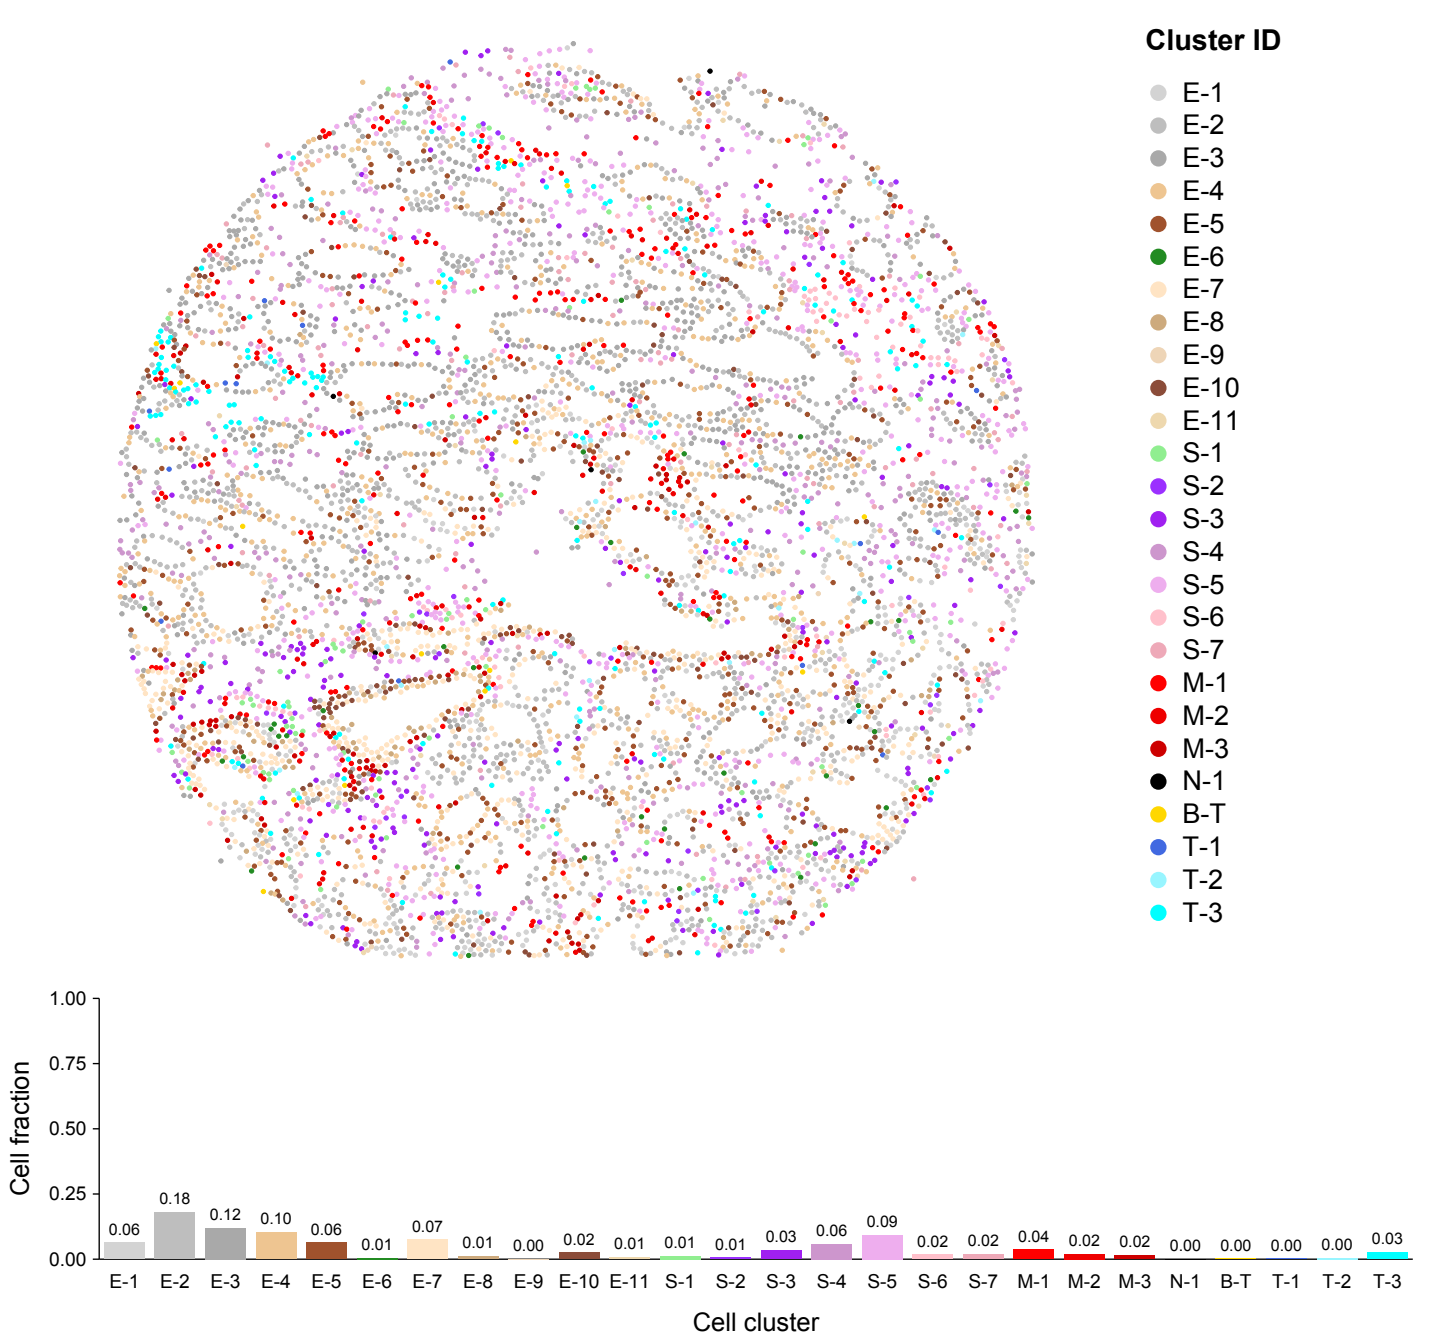 Cluster ID
E-1
E-2
E-3
E-4
E-5
E-6
E-7
E-8
E-9
E-10
E-11
S-1
S-2
S-3
S-4
S-5
S-6
S-7
M-1
M-2
M-3
N-1
B-T
T-1
T-2
T-3
1.00
0.75
0.50
0.25
0.00
Cell fraction
0.06 0.18 0.12 0.10 0.06 0.01 0.07 0.01 0.00 0.02 0.01 0.01 0.01 0.03 0.06 0.09 0.02 0.02 0.04 0.02 0.02 0.00 0.00 0.00 0.00 0.03
E-1 E-2 E-3 E-4 E-5 E-6 E-7 E-8 E-9 E-10 E-11 S-1 S-2 S-3 S-4 S-5 S-6 S-7 M-1 M-2 M-3 N-1 B-T T-1 T-2 T-3
Cell cluster